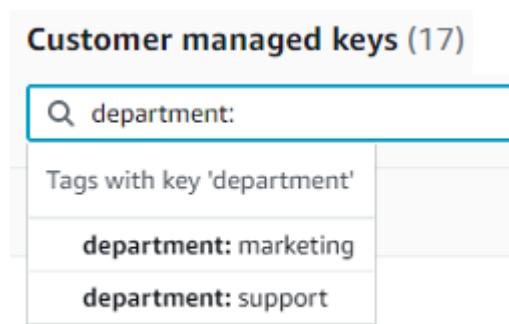 Customer managed keys (17)
department:
Tags with key 'department'
department: marketing
department: support